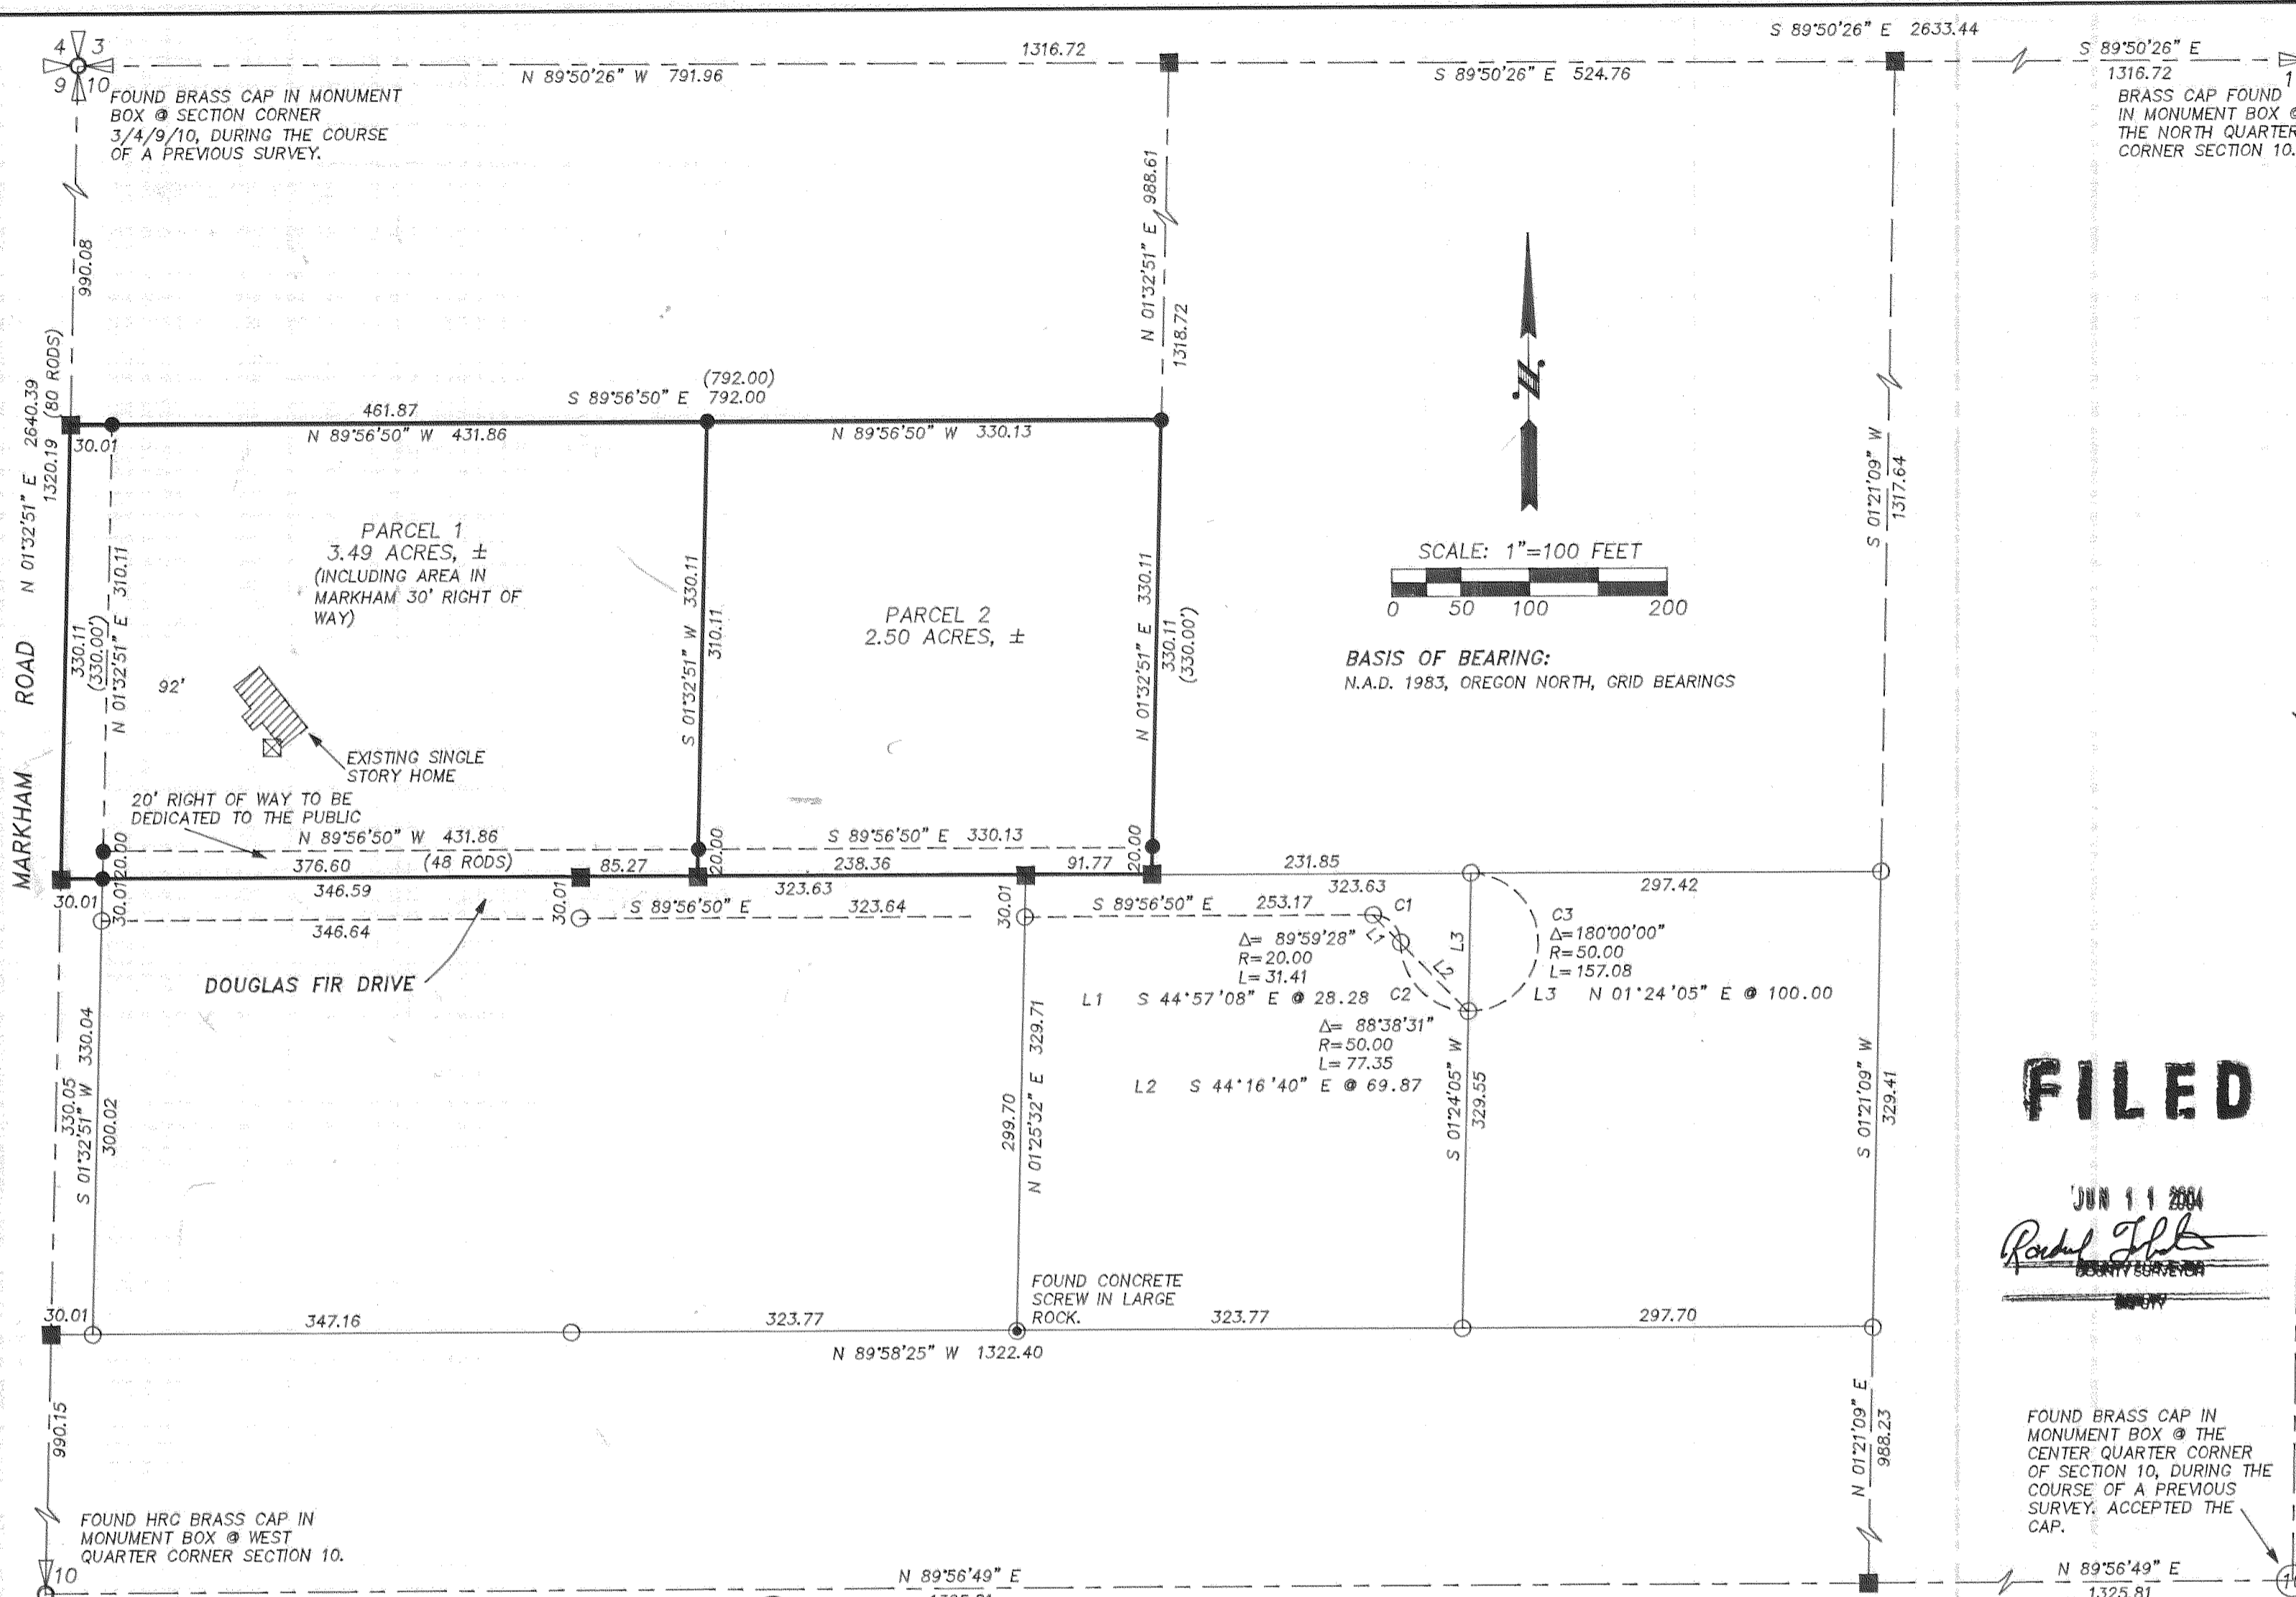 S 89°50'26" E 2633.44
4 3
9 10
1316.72
N 89°50'26" W 791.96
S 89°50'26" E 524.76
S 89°50'26" E
1316.72
FOUND BRASS CAP IN MONUMENT
BOX @ SECTION CORNER
3/4/9/10, DURING THE COURSE
OF A PREVIOUS SURVEY.
BRASS CAP FOUND
IN MONUMENT BOX @
THE NORTH QUARTER
CORNER SECTION 10.
990.08
N 01°32'51" E 988.61
1318.72
N 01°32'51" E 2640.39
1320.19 (80 RODS)
MARKHAM ROAD
(792.00)
S 89°56'50" E 792.00
461.87
30.01
N 89°56'50" W 431.86
N 89°56'50" W 330.13
S 01°21'09" W
1317.64
N
PARCEL 1
3.49 ACRES, ±
(INCLUDING AREA IN
MARKHAM 30' RIGHT OF
WAY)
PARCEL 2
2.50 ACRES, ±
330.11
(330.00')
N 01°32'51" E 310.11
S 01°32'51" W 330.11
310.11
N 01°32'51" E 330.11
330.11
(330.00')
SCALE: 1"=100 FEET
0 50 100 200
BASIS OF BEARING:
N.A.D. 1983, OREGON NORTH, GRID BEARINGS
92'
EXISTING SINGLE
STORY HOME
20' RIGHT OF WAY TO BE
DEDICATED TO THE PUBLIC
N 89°56'50" W 431.86
S 89°56'50" E 330.13
20.00
20.00
20.00
376.60
(48 RODS)
85.27
238.36
91.77
231.85
346.59
323.63
323.63
297.42
30.01
30.01
30.01
30.01
346.64
S 89°56'50" E 323.64
S 89°56'50" E 253.17
C1
L1
Δ= 89°59'28"
R=20.00
L=31.41
L1 S 44°57'08" E @ 28.28
C2
L2
L3
C3
Δ=180°00'00"
R=50.00
L=157.08
L3 N 01°24'05" E @ 100.00
Δ= 88°38'31"
R=50.00
L= 77.35
L2 S 44°16'40" E @ 69.87
DOUGLAS FIR DRIVE
330.05
S 01°32'51" W 330.04
300.02
299.70
N 01°25'32" E 329.71
S 01°24'05" W
329.55
S 01°21'09" W
329.41
FILED
JUN 11 2004
COUNTY SURVEYOR
FOUND CONCRETE
SCREW IN LARGE
ROCK.
30.01
347.16
323.77
323.77
297.70
N 89°58'25" W 1322.40
990.15
N 01°21'09" E
988.23
FOUND BRASS CAP IN
MONUMENT BOX @ THE
CENTER QUARTER CORNER
OF SECTION 10, DURING THE
COURSE OF A PREVIOUS
SURVEY. ACCEPTED THE
CAP.
FOUND HRC BRASS CAP IN
MONUMENT BOX @ WEST
QUARTER CORNER SECTION 10.
10
N 89°56'49" E
N 89°56'49" E
1325.81